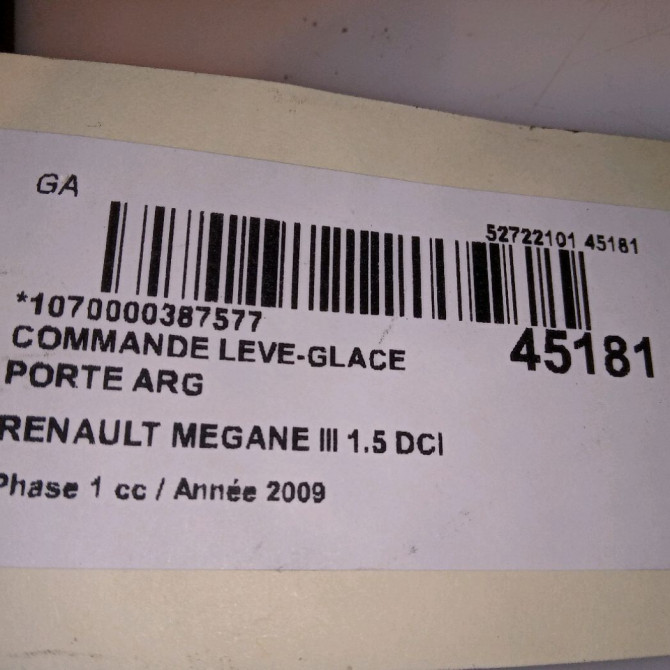 GA
52722101 45181
*1070000387577
45181
COMMANDE LEVE-GLACE
PORTE ARG
RENAULT MEGANE III 1.5 DCI
Phase 1 cc / Année 2009